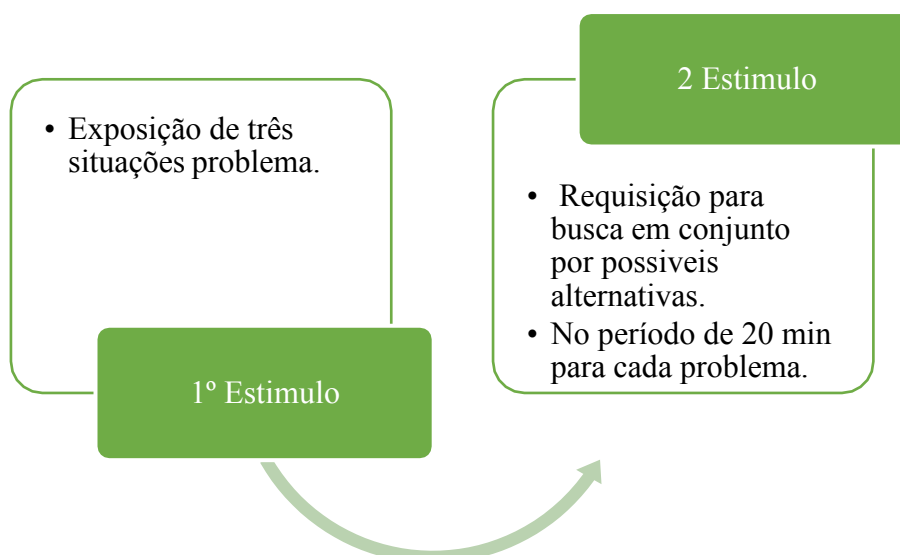 • Exposição de três
situações problema.
1º Estimulo
2 Estimulo
• Requisição para
busca em conjunto
por possiveis
alternativas.
• No período de 20 min
para cada problema.